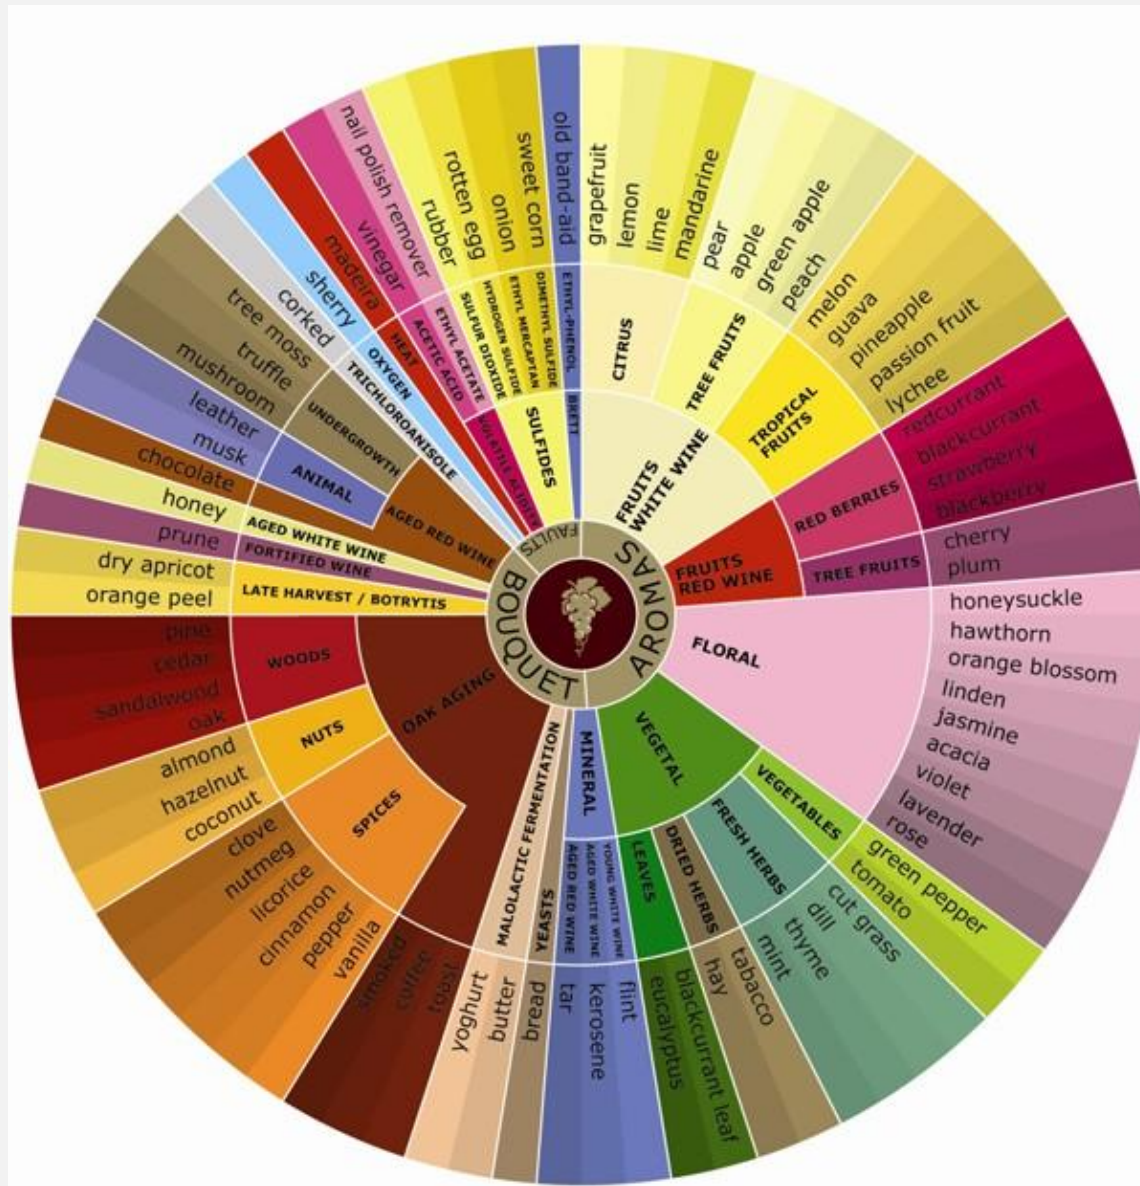 AROMAS
FRUITS
WHITE WINE
CITRUS
grapefruit
lemon
lime
mandarine
TREE FRUITS
pear
apple
green apple
peach
TROPICAL
FRUITS
melon
guava
pineapple
passion fruit
lychee
FRUITS
RED WINE
RED BERRIES
redcurrant
blackcurrant
strawberry
blackberry
TREE FRUITS
cherry
plum
FLORAL
honeysuckle
hawthorn
orange blossom
linden
jasmine
acacia
violet
lavender
rose
VEGETAL
VEGETABLES
green pepper
tomato
FRESH HERBS
cut grass
dill
thyme
mint
DRIED HERBS
tabacco
hay
LEAVES
blackcurrant leaf
eucalyptus
MINERAL
YOUNG WHITE WINE
flint
AGED WHITE WINE
kerosene
AGED RED WINE
tar
BOUQUET
YEASTS
bread
MALOLACTIC FERMENTATION
butter
yoghurt
OAK AGING
toast
coffee
smoked
SPICES
vanilla
pepper
cinnamon
licorice
nutmeg
clove
NUTS
coconut
hazelnut
almond
WOODS
oak
sandalwood
cedar
pine
LATE HARVEST / BOTRYTIS
orange peel
dry apricot
FORTIFIED WINE
prune
AGED WHITE WINE
honey
AGED RED WINE
chocolate
ANIMAL
musk
leather
UNDERGROWTH
mushroom
truffle
tree moss
FAULTS
TRICHLOROANISOLE
corked
OXYGEN
sherry
HEAT
madeira
VOLATILE ACIDITY
ACETIC ACID
vinegar
ETHYL ACETATE
nail polish remover
SULFIDES
SULFUR DIOXIDE
rubber
HYDROGEN SULFIDE
rotten egg
ETHYL MERCAPTAN
onion
DIMETHYL SULFIDE
sweet corn
BRETT
ETHYL-PHENOL
old band-aid